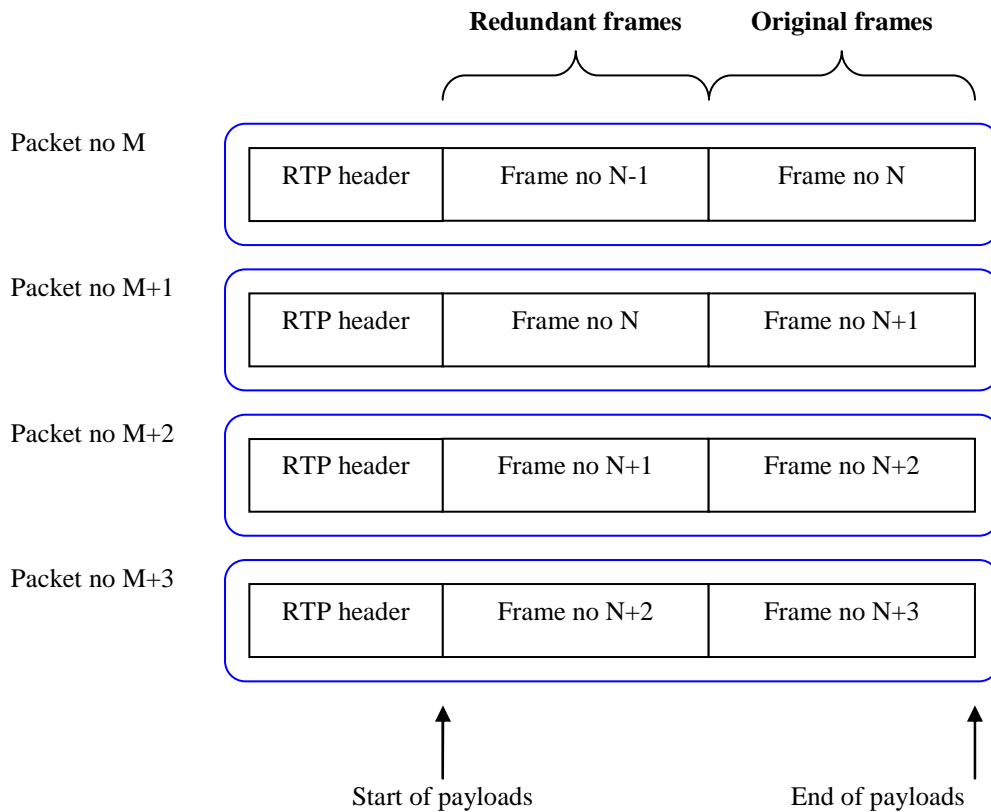 Redundant frames Original frames
Packet no M
RTP header Frame no N-1 Frame no N
Packet no M+1
RTP header Frame no N Frame no N+1
Packet no M+2
RTP header Frame no N+1 Frame no N+2
Packet no M+3
RTP header Frame no N+2 Frame no N+3
Start of payloads End of payloads